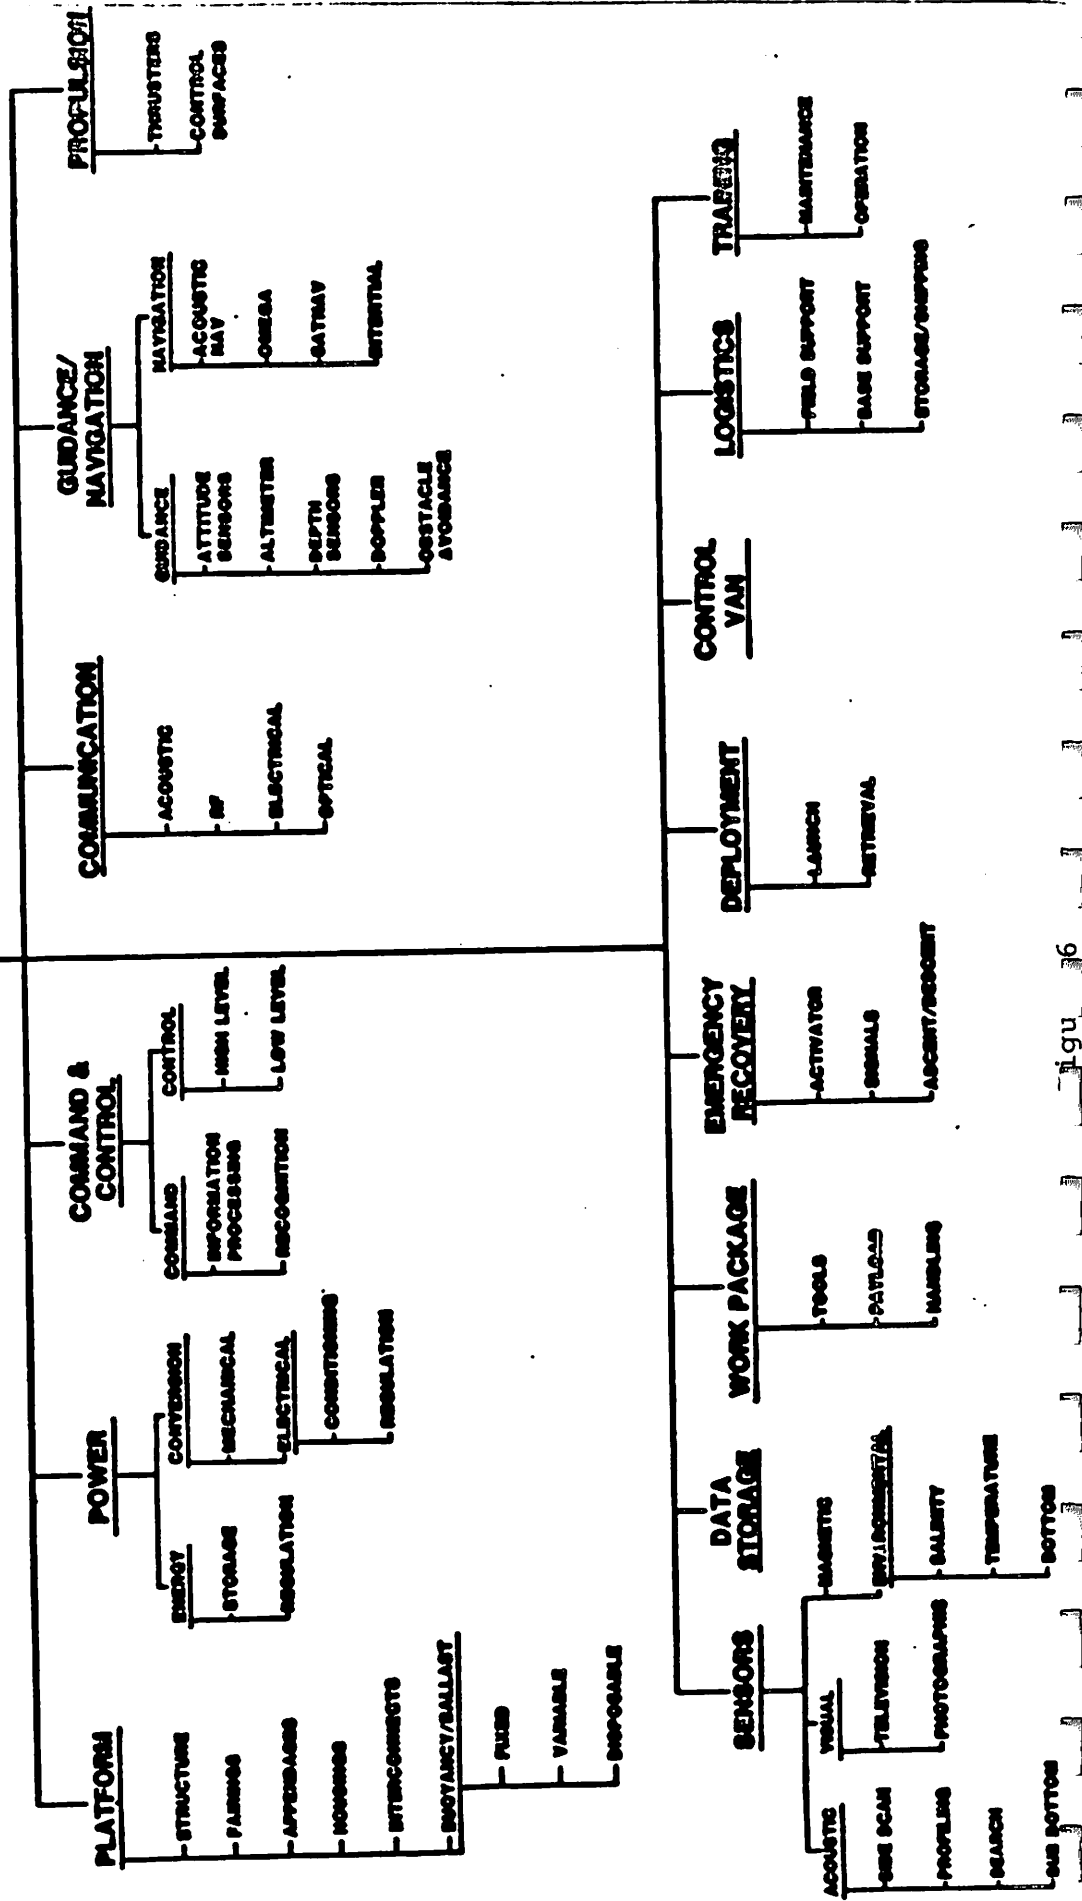 PLATFORM
STRUCTURE
FAIRINGS
APPENDAGES
HOUSINGS
INTERCONNECTS
BUOYANCY/BALLAST
FIXED
VARIABLE
DISPOSABLE
POWER
ENERGY
STORAGE
REGULATION
CONVERSION
MECHANICAL
ELECTRICAL
CONDITIONING
REGULATION
COMMAND &
CONTROL
COMMAND
INFORMATION
PROCESSING
RECOGNITION
CONTROL
HIGH LEVEL
LOW LEVEL
COMMUNICATION
ACOUSTIC
RF
ELECTRICAL
OPTICAL
GUIDANCE/
NAVIGATION
GUIDANCE
ATTITUDE
SENSORS
ALTIMETER
DEPTH
SENSORS
DOPPLER
OBSTACLE
AVOIDANCE
NAVIGATION
ACOUSTIC
NAV
OMEGA
SATNAV
INTERTIAL
PROPULSION
THRUSTERS
CONTROL
SURFACES
SENSORS
ACOUSTIC
SIDE SCAN
PROFILING
SEARCH
SUB BOTTOM
VISUAL
TELEVISION
PHOTOGRAPHIC
MAGNETIC
ENVIRONMENTAL
SALINITY
TEMPERATURE
BOTTOM
DATA
STORAGE
WORK PACKAGE
TOOLS
PAYLOAD
HANDLING
EMERGENCY
RECOVERY
ACTIVATOR
SIGNALS
ASCENT/DESCENT
DEPLOYMENT
LAUNCH
RETRIEVAL
CONTROL
VAN
LOGISTICS
FIELD SUPPORT
BASE SUPPORT
STORAGE/SHIPPING
TRAINING
MAINTENANCE
OPERATION
igu 6